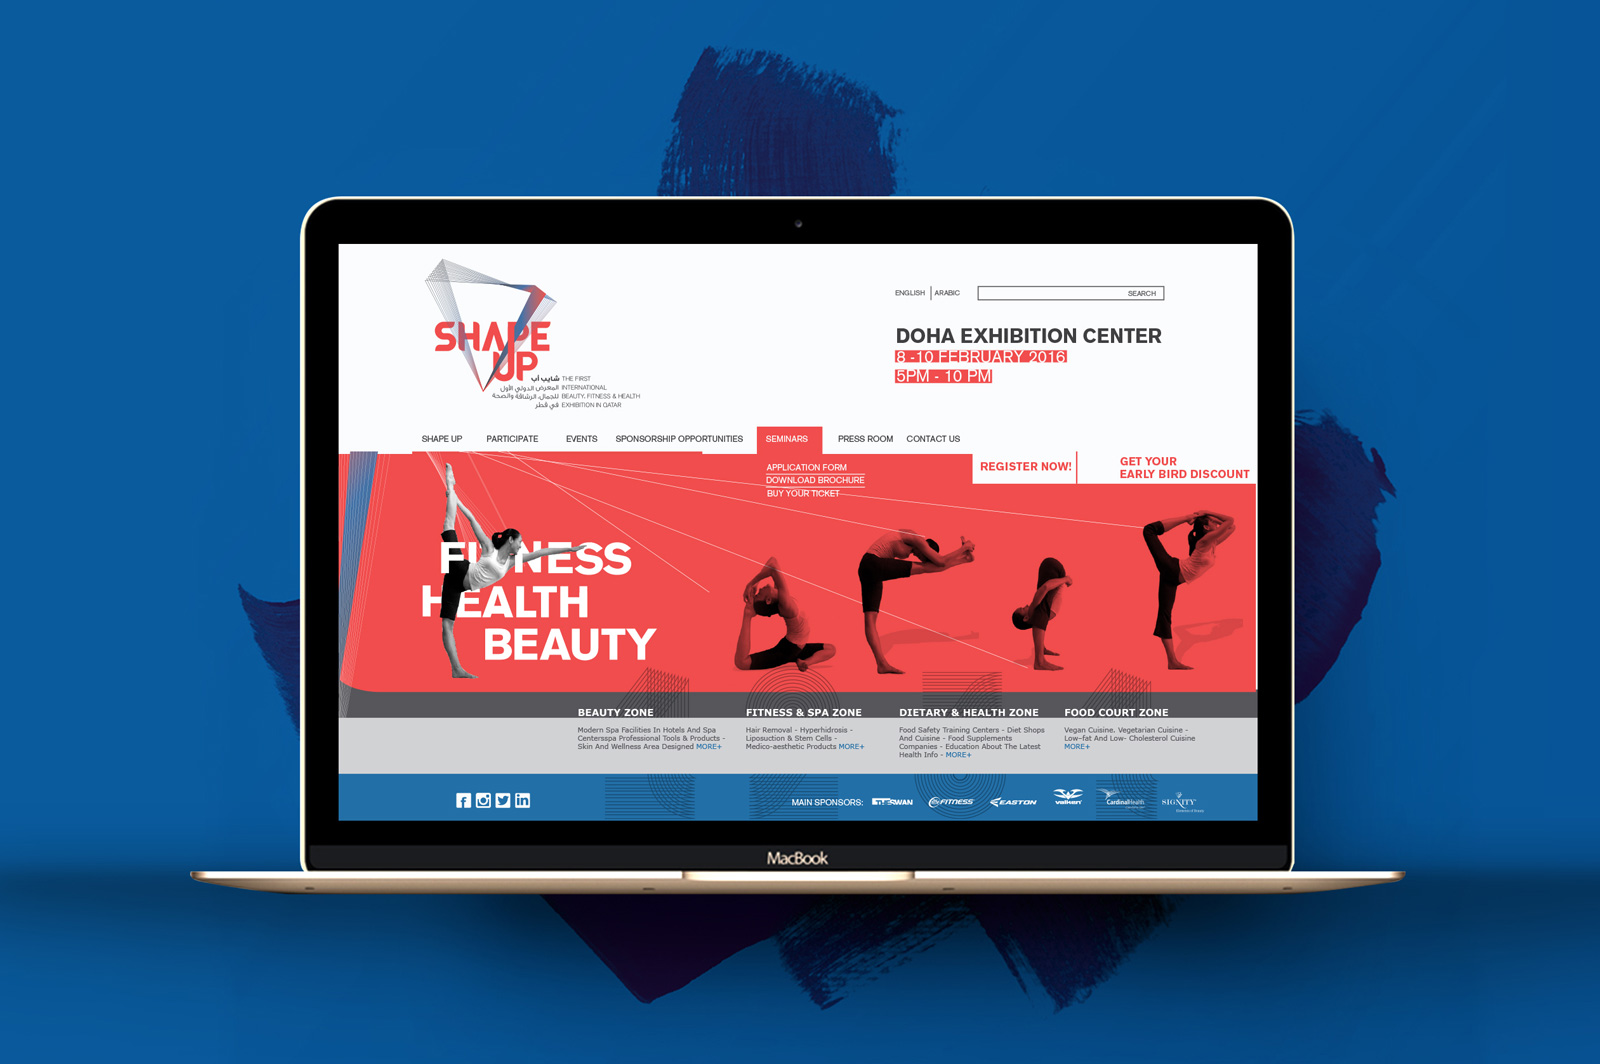 SHAPE UP
شايب أب THE FIRST
المعرض الدولي الأول INTERNATIONAL
للجمال، الرشاقة والصحة BEAUTY, FITNESS & HEALTH
في قطر EXHIBITION IN QATAR
ENGLISH ARABIC SEARCH
DOHA EXHIBITION CENTER
8 -10 FEBRUARY 2016
5PM - 10 PM
SHAPE UP PARTICIPATE EVENTS SPONSORSHIP OPPORTUNITIES SEMINARS PRESS ROOM CONTACT US
APPLICATION FORM
DOWNLOAD BROCHURE
BUY YOUR TICKET
REGISTER NOW!
GET YOUR
EARLY BIRD DISCOUNT
FITNESS
HEALTH
BEAUTY
BEAUTY ZONE
Modern Spa Facilities In Hotels And Spa
Centersspa Professional Tools & Products -
Skin And Wellness Area Designed MORE+
FITNESS & SPA ZONE
Hair Removal - Hyperhidrosis -
Liposuction & Stem Cells -
Medico-aesthetic Products MORE+
DIETARY & HEALTH ZONE
Food Safety Training Centers - Diet Shops
And Cuisine - Food Supplements
Companies - Education About The Latest
Health Info - MORE+
FOOD COURT ZONE
Vegan Cuisine, Vegetarian Cuisine -
Low-fat And Low- Cholesterol Cuisine
MORE+
MAIN SPONSORS:
FITNESS
EASTON
valken
CardinalHealth
SIGNITY
MacBook